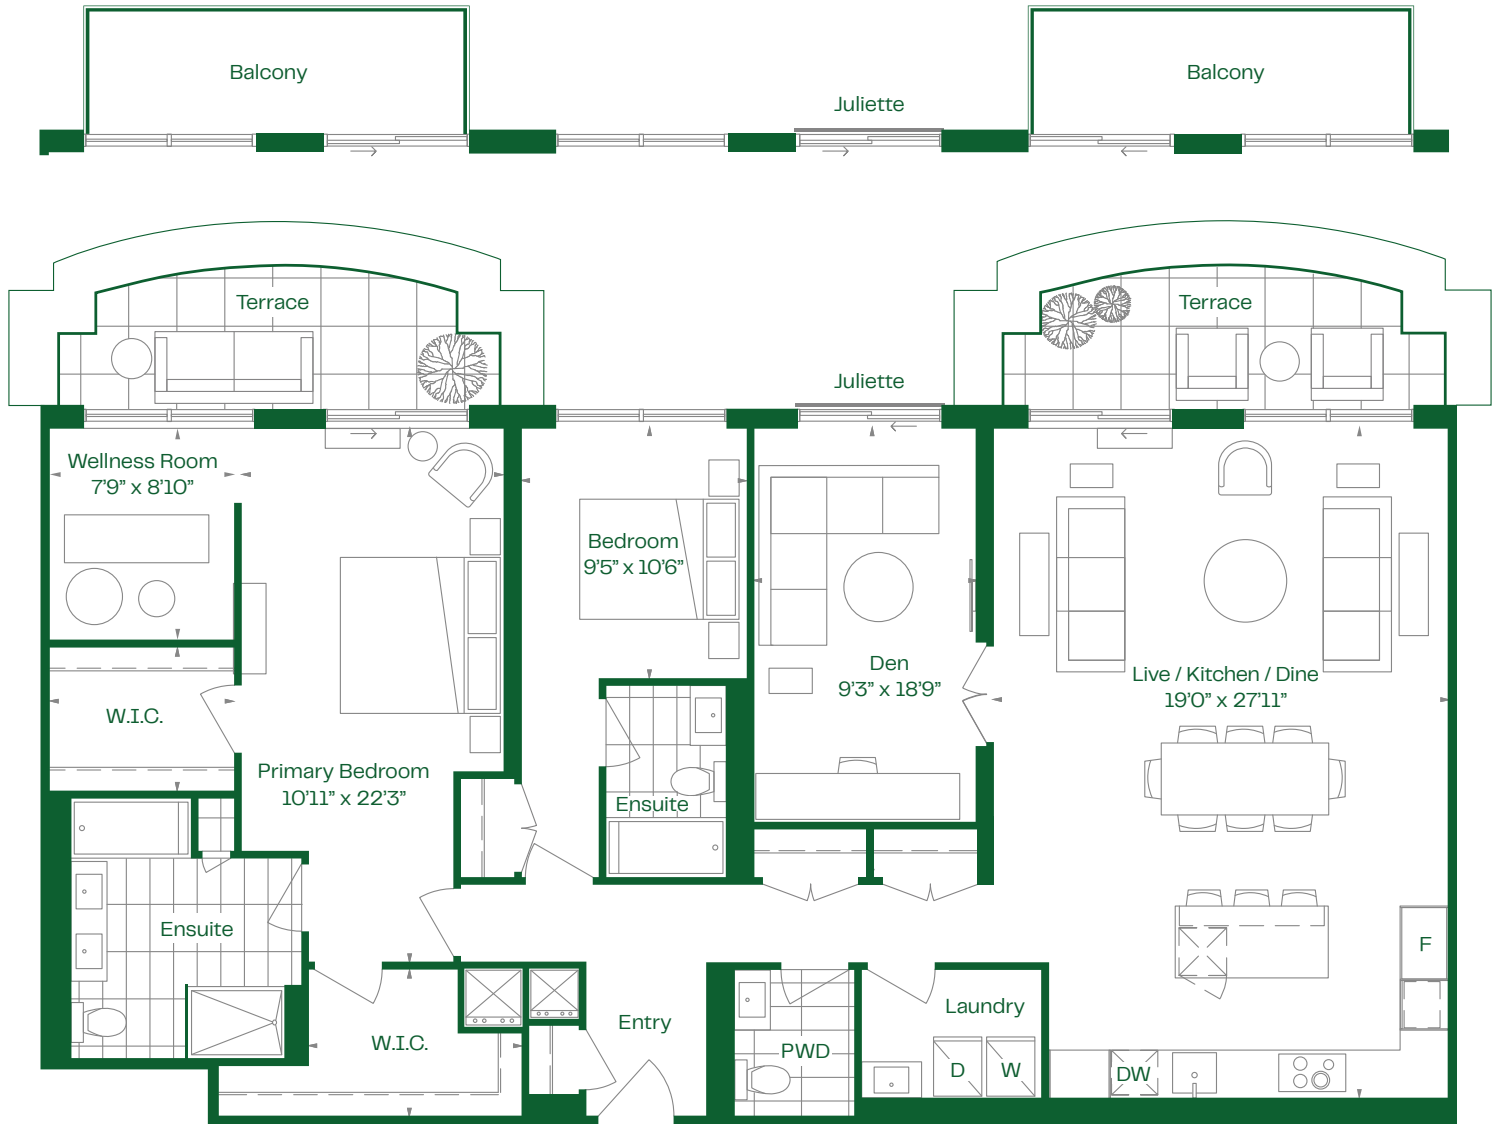 Balcony
Balcony
Juliette
Terrace
Terrace
Juliette
Wellness Room
7'9" x 8'10"
Bedroom
9'5" x 10'6"
Den
9'3" x 18'9"
Live / Kitchen / Dine
19'0" x 27'11"
W.I.C.
Primary Bedroom
10'11" x 22'3"
Ensuite
Ensuite
F
Laundry
Entry
W.I.C.
PWD
D
W
DW